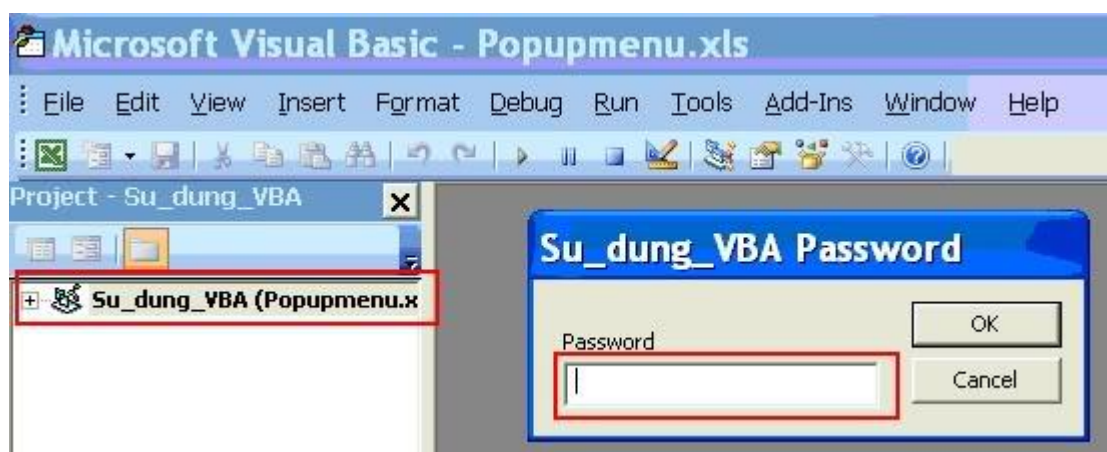 Microsoft Visual Basic - Popupmenu.xls
File Edit View Insert Format Debug Run Tools Add-Ins Window Help
Project - Su_dung_VBA
Su_dung_VBA (Popupmenu.x
Su_dung_VBA Password
Password
OK
Cancel